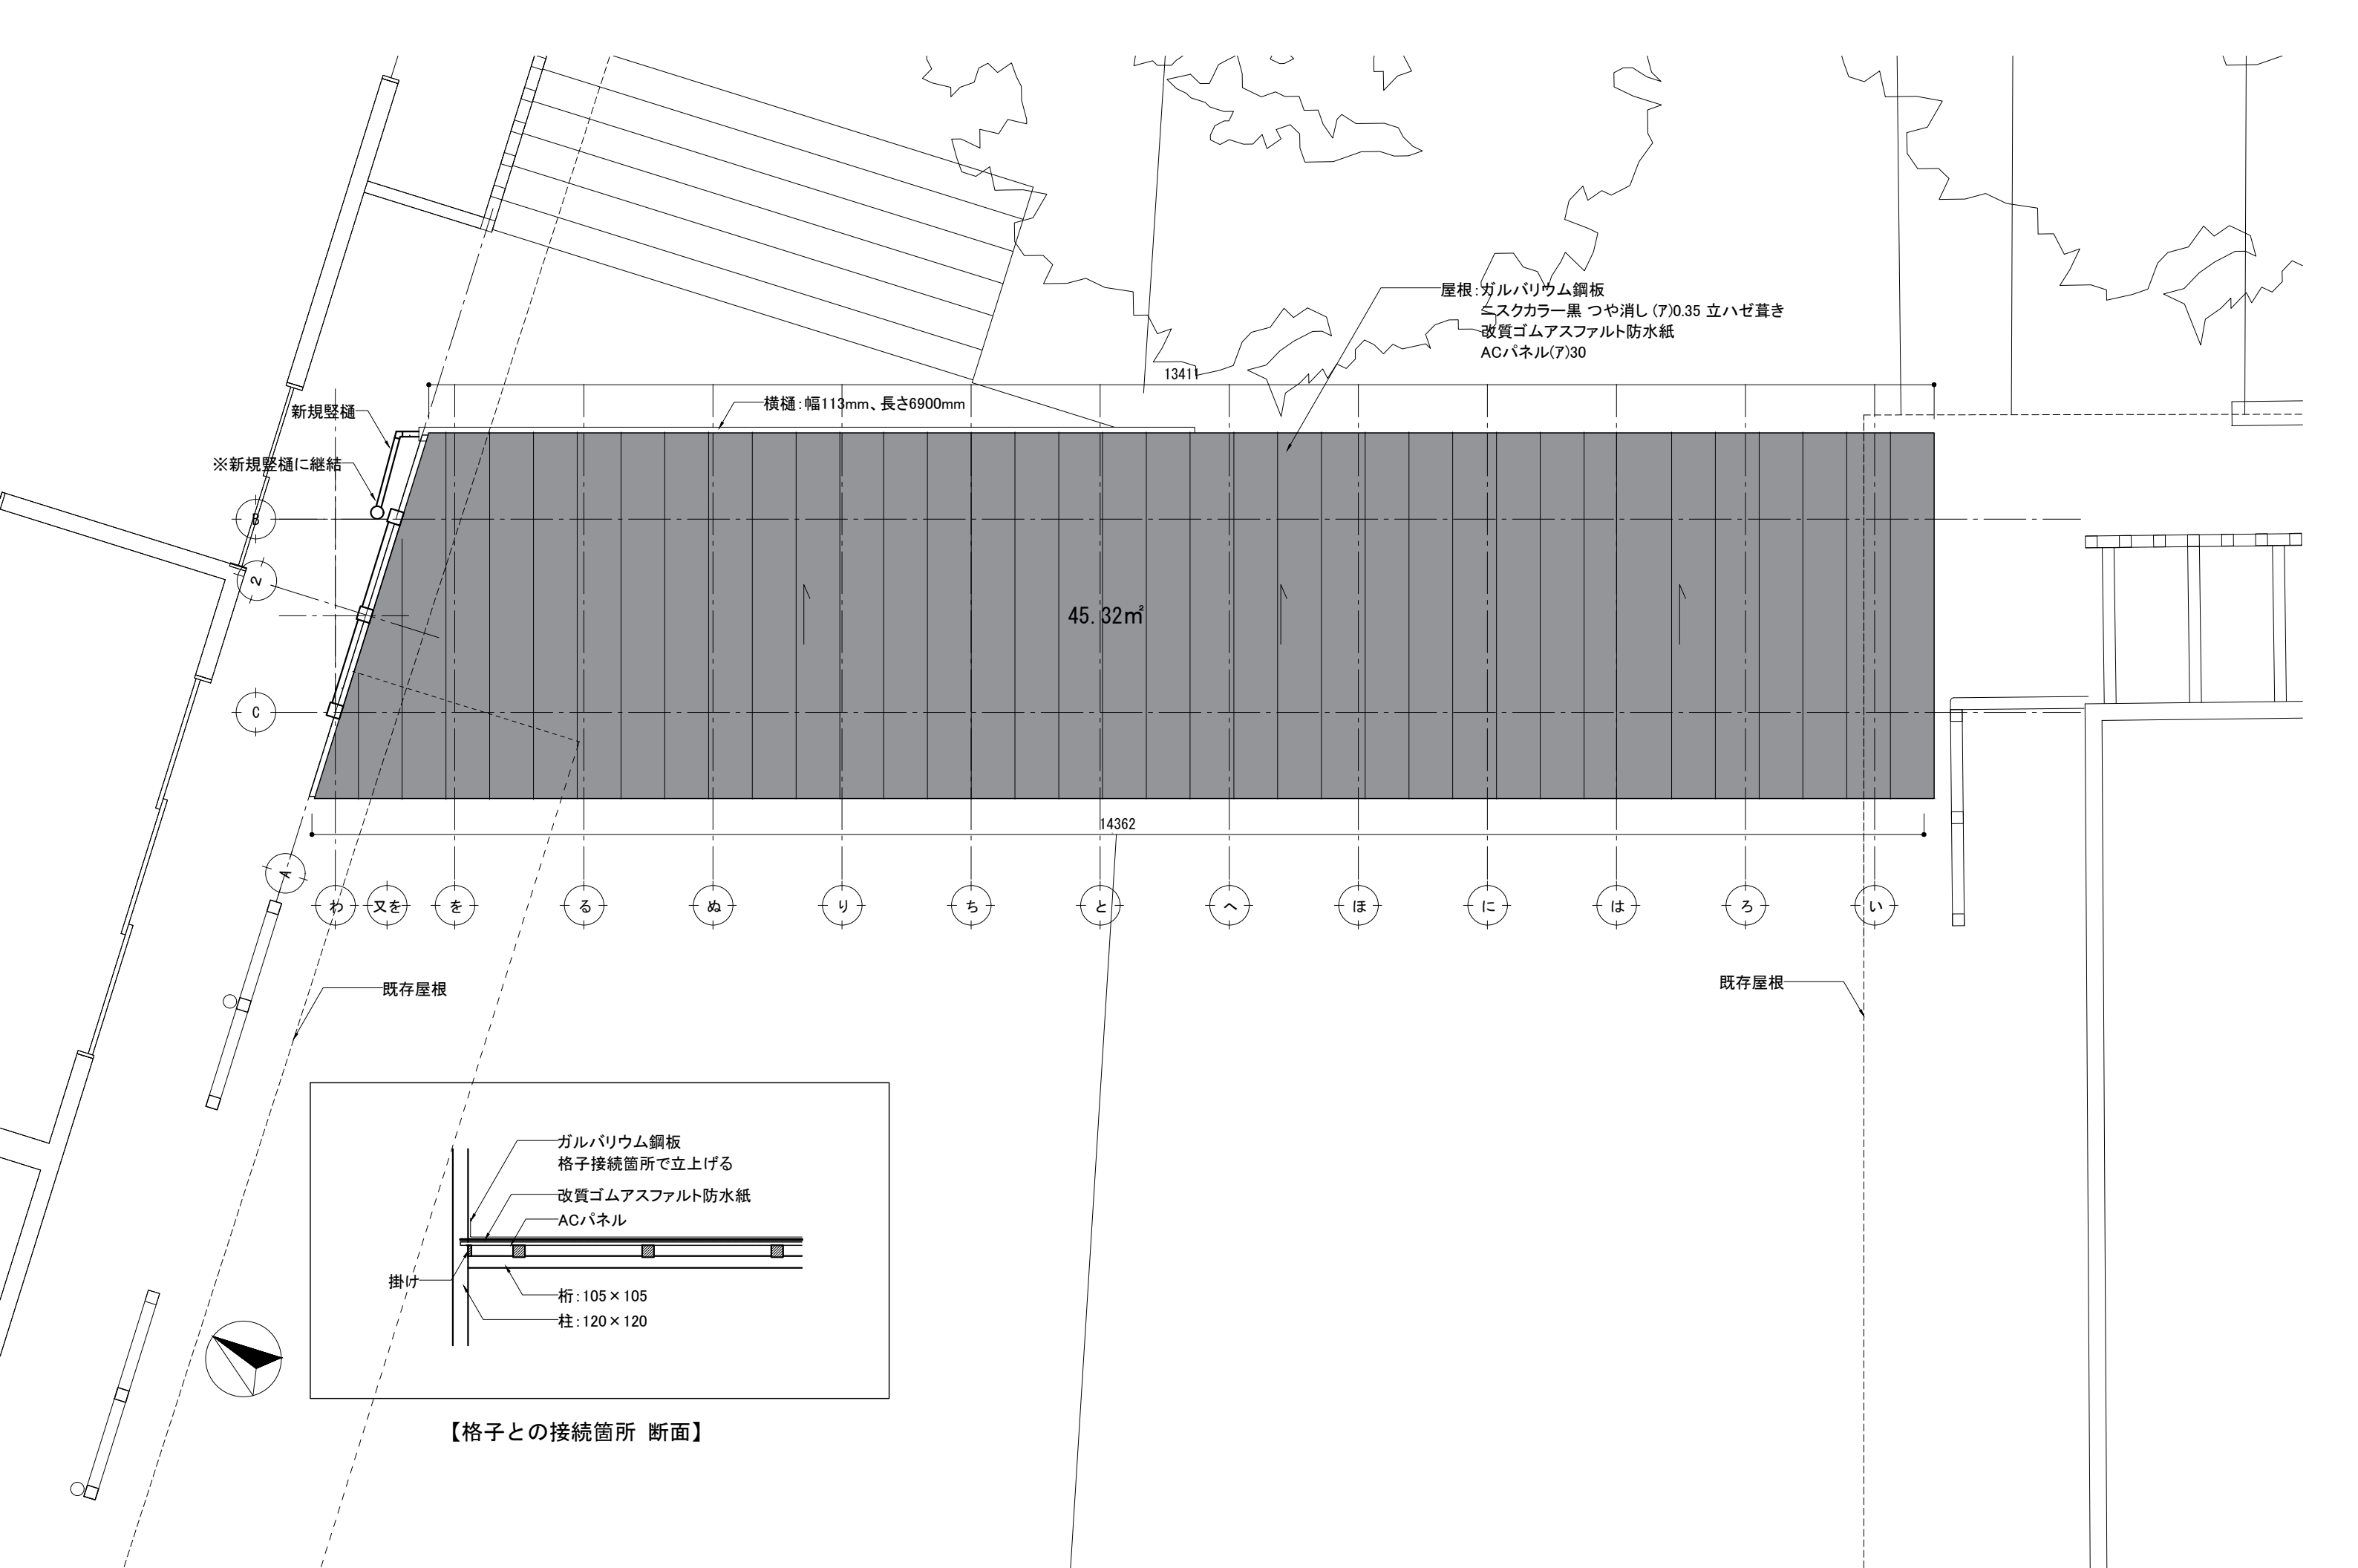 屋根：ガルバリウム鋼板
ニスクカラー黒 つや消し (ア)0.35 立ハゼ葺き
改質ゴムアスファルト防水紙
ACパネル(ア)30
13411
横樋：幅113mm、長さ6900mm
新規竪樋
※新規竪樋に継結
B
2
45.32㎡
C
14362
A
わ 又を を る ぬ り ち と へ ほ に は ろ い
既存屋根
既存屋根
ガルバリウム鋼板
格子接続箇所で立上げる
改質ゴムアスファルト防水紙
ACパネル
掛け
桁：105×105
柱：120×120
【格子との接続箇所 断面】